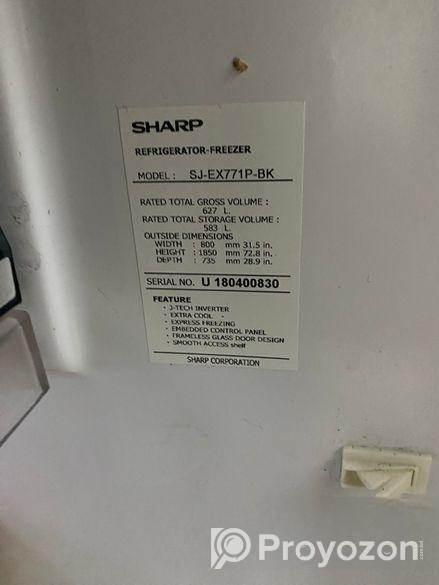 SHARP
REFRIGERATOR-FREEZER
MODEL : SJ-EX771P-BK
RATED TOTAL GROSS VOLUME :
627 L.
RATED TOTAL STORAGE VOLUME :
583 L.
OUTSIDE DIMENSIONS
WIDTH : 800 mm 31.5 in.
HEIGHT : 1850 mm 72.8 in.
DEPTH : 735 mm 28.9 in.
SERIAL NO. U 180400830
FEATURE
· J-TECH INVERTER
· EXTRA COOL
· EXPRESS FREEZING
· EMBEDDED CONTROL PANEL
· FRAMELESS GLASS DOOR DESIGN
· SMOOTH ACCESS shelf
SHARP CORPORATION
Proyozon